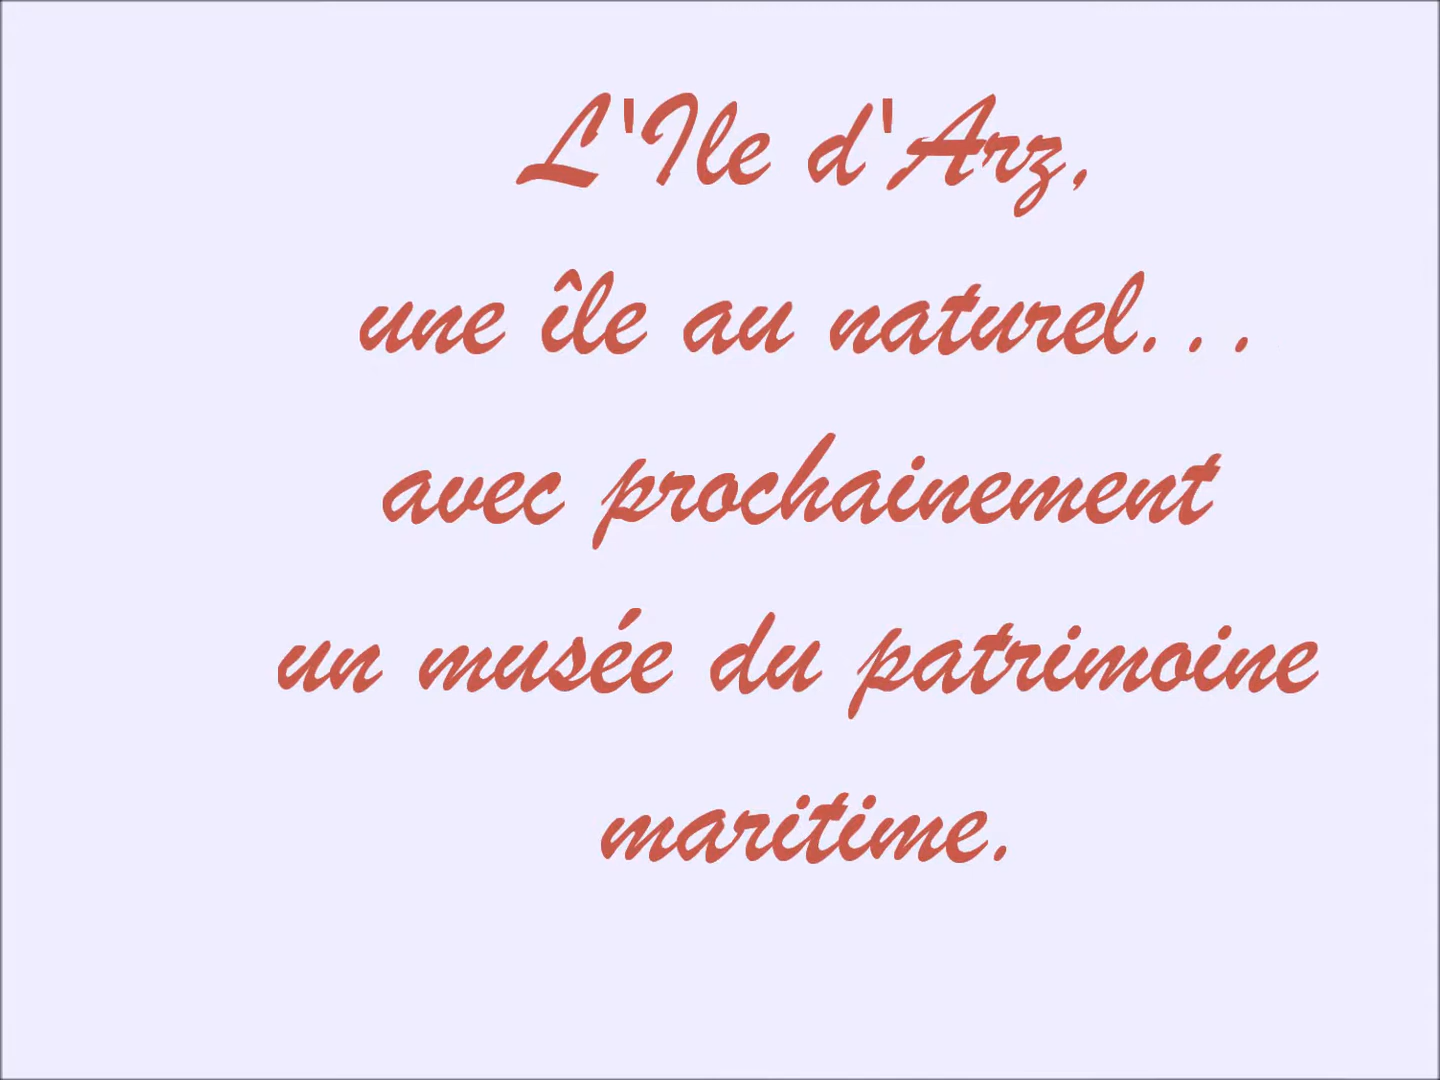 L'Ile d'Arz,
une île au naturel...
avec prochainement
un musée du patrimoine
maritime.